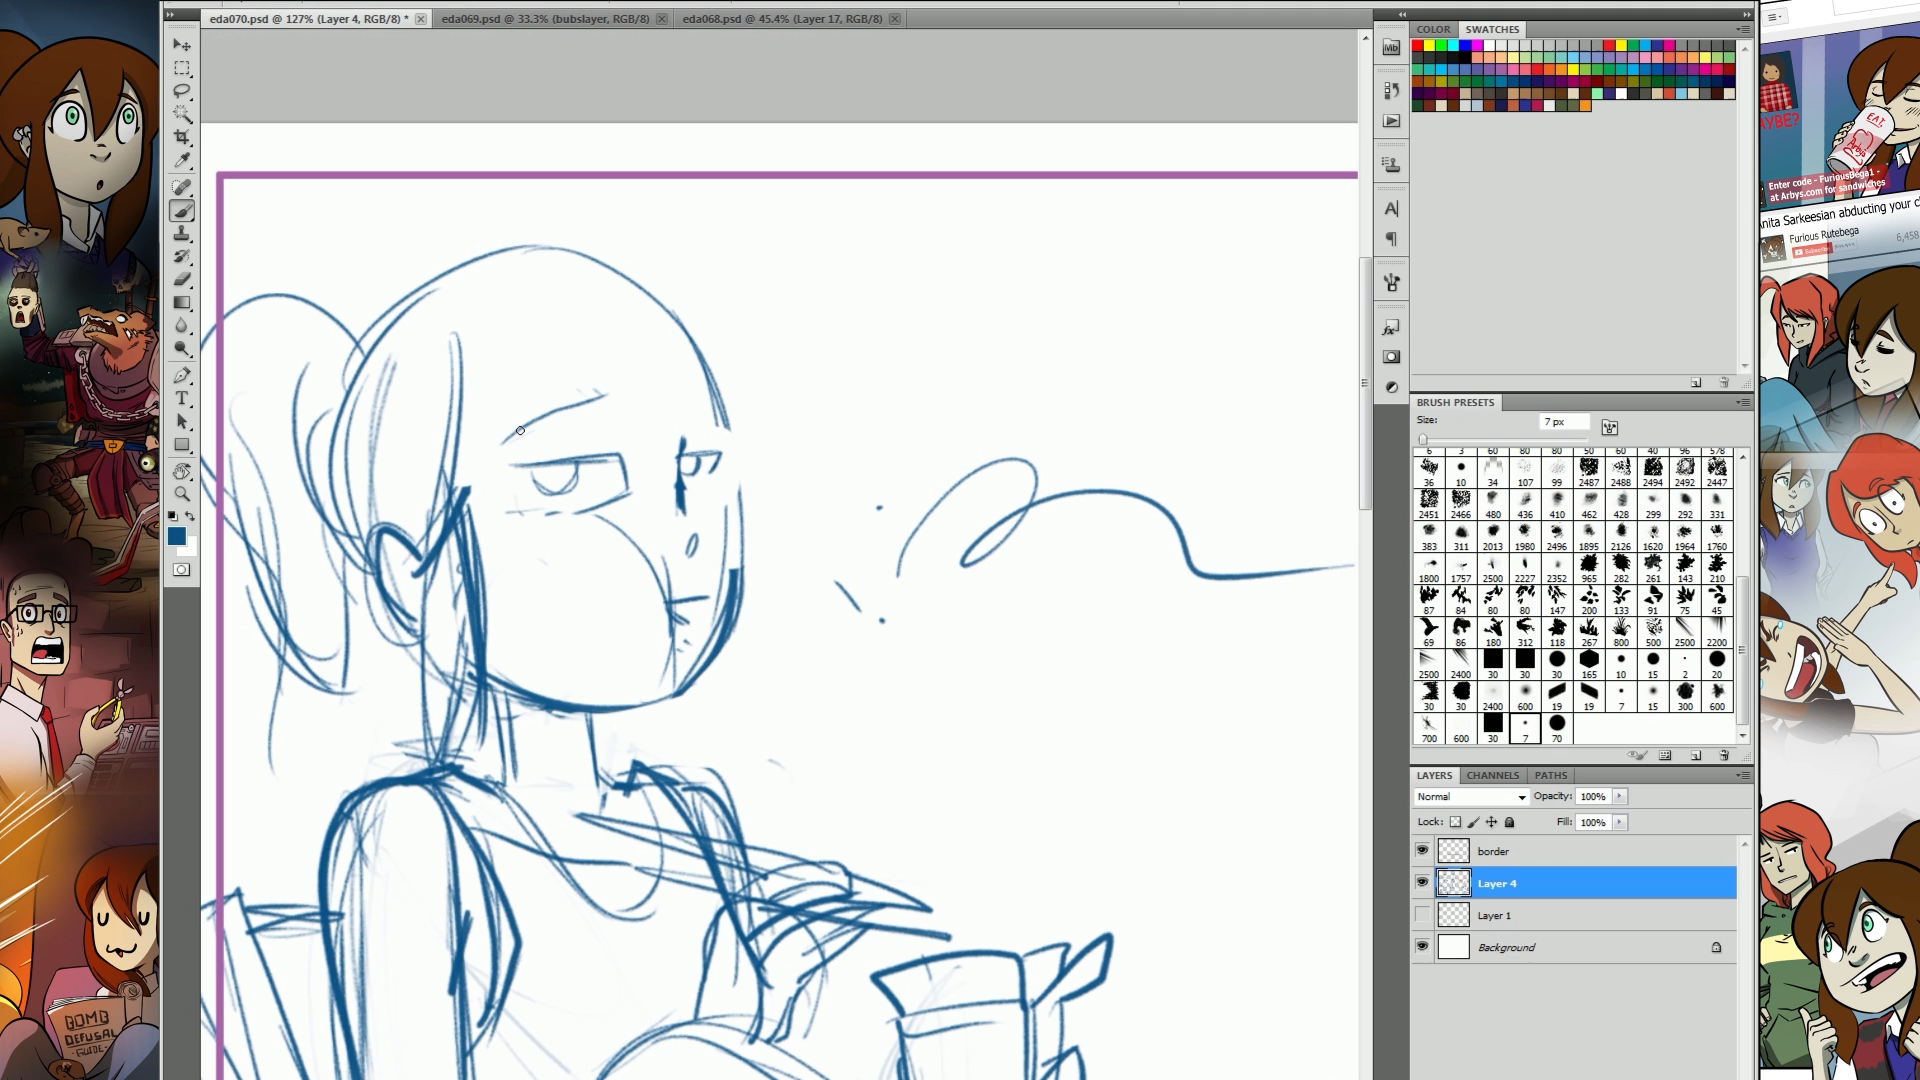 eda070.psd @ 127% (Layer 4, RGB/8) *
eda069.psd @ 33.3% (bubslayer, RGB/8)
eda068.psd @ 45.4% (Layer 17, RGB/8)
COLOR SWATCHES
BRUSH PRESETS
Size: 7 px
6 3 60 80 80 50 60 40 96 578
36 10 34 107 99 2487 2488 2494 2492 2447
2451 2466 480 436 410 462 428 299 292 331
383 311 2013 1980 2496 1895 2126 1620 1964 1760
1800 1757 2500 2227 2352 965 282 261 143 210
87 84 80 80 147 200 133 91 75 45
69 86 180 312 118 267 800 500 2500 2200
2500 2400 30 30 30 165 10 15 2 20
30 30 2400 600 19 19 7 15 300 600
700 600 30 7 70
LAYERS CHANNELS PATHS
Normal Opacity: 100%
Lock: Fill: 100%
border
Layer 4
Layer 1
Background
Mb
A
T
fx
BOMB
DEFUSAL
-GUIDE-
AYBE?
EAT.
Arbys
Enter code - FuriousBega1 -
at Arbys.com for sandwiches
nita Sarkeesian abducting your c
Furious Rutebega
6,458